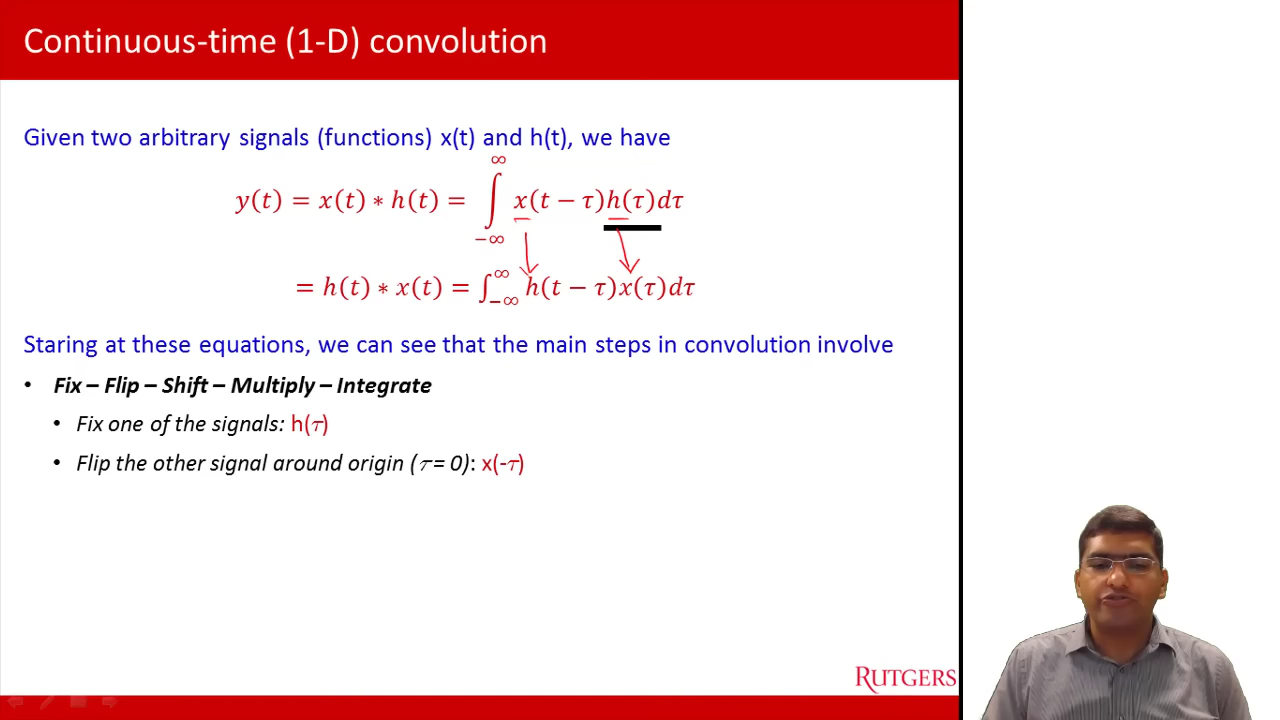 Continuous-time (1-D) convolution
Given two arbitrary signals (functions) x(t) and h(t), we have
y(t) = x(t) ∗ h(t) = ∫_{−∞}^{∞} x(t − τ)h(τ)dτ
= h(t) ∗ x(t) = ∫_{−∞}^{∞} h(t − τ)x(τ)dτ
Staring at these equations, we can see that the main steps in convolution involve
• Fix – Flip – Shift – Multiply – Integrate
• Fix one of the signals: h(τ)
• Flip the other signal around origin (τ = 0): x(-τ)
RUTGERS